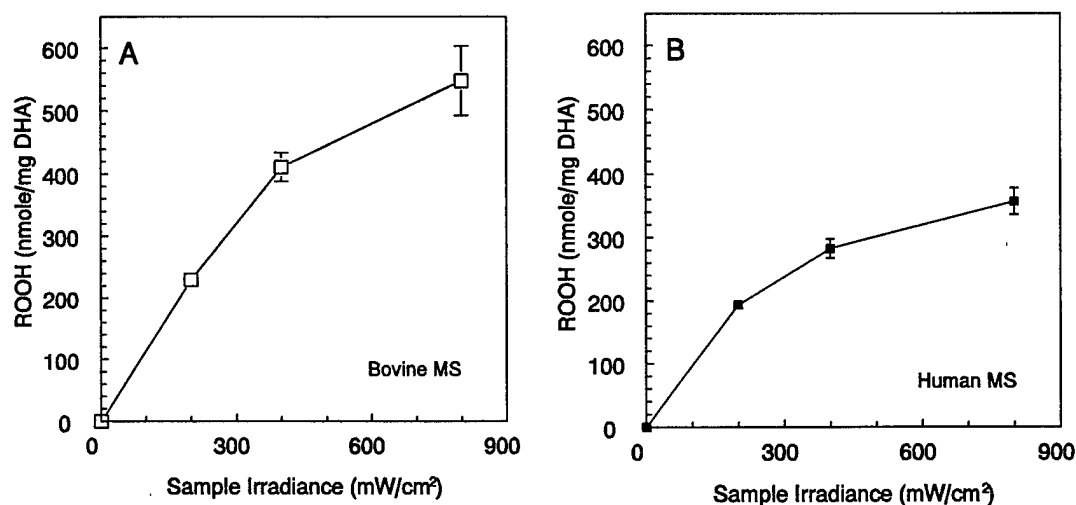 A
ROOH (nmole/mg DHA)
600
500
400
300
200
100
0
Bovine MS
0 300 600 900
Sample Irradiance (mW/cm²)
B
ROOH (nmole/mg DHA)
600
500
400
300
200
100
0
Human MS
0 300 600 900
Sample Irradiance (mW/cm²)